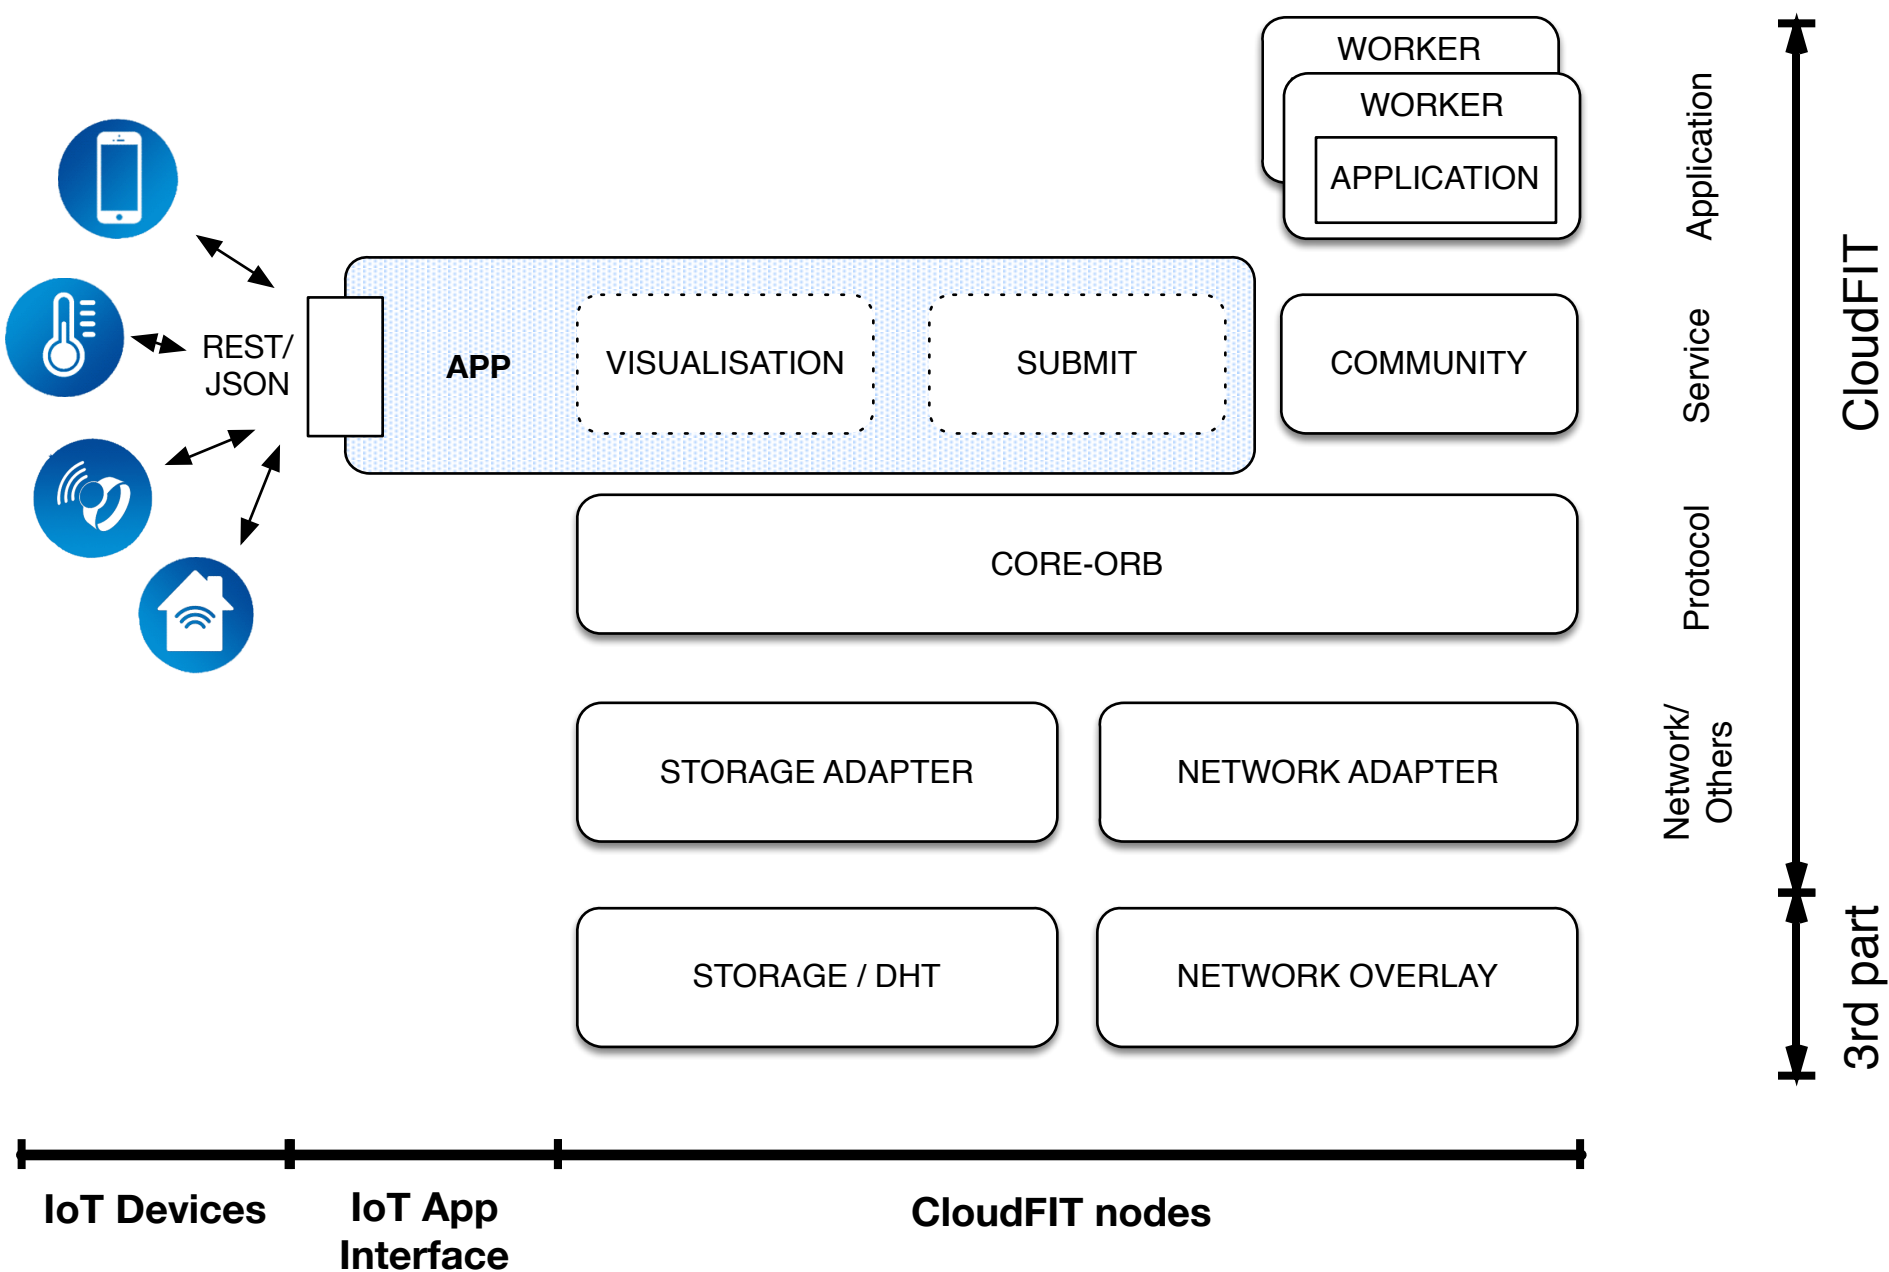 WORKER
WORKER
APPLICATION
Application
REST/
JSON
APP
VISUALISATION
SUBMIT
COMMUNITY
Service
CloudFIT
CORE-ORB
Protocol
STORAGE ADAPTER
NETWORK ADAPTER
Network/
Others
STORAGE / DHT
NETWORK OVERLAY
3rd part
IoT Devices
IoT App
Interface
CloudFIT nodes